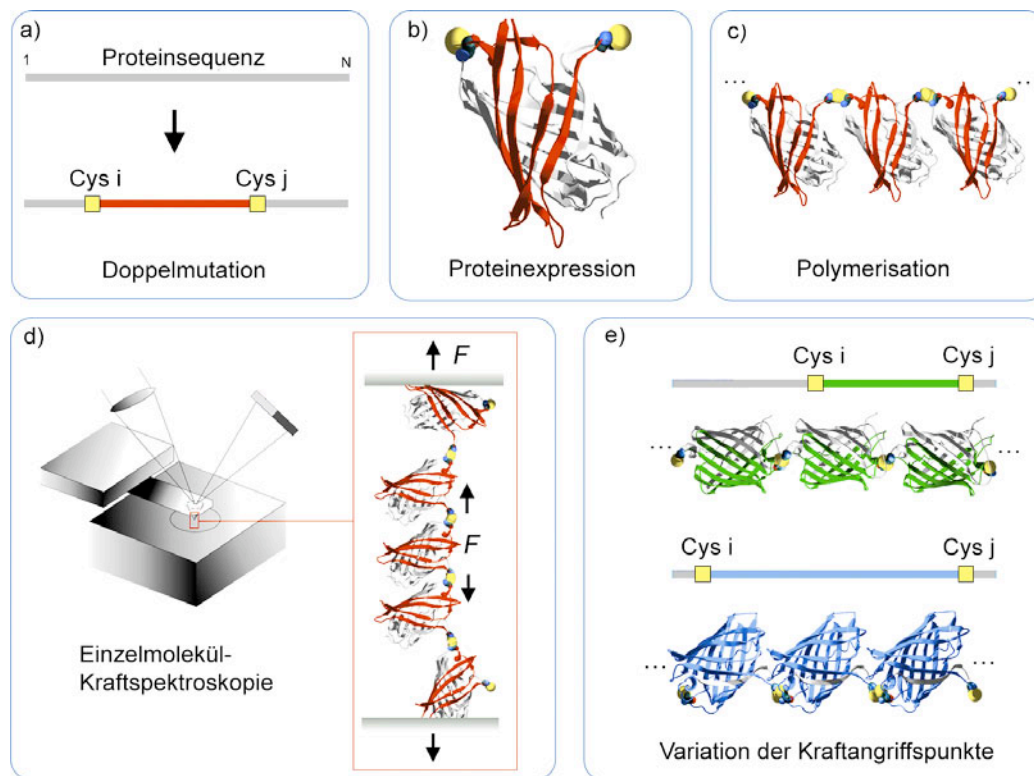 a)
Proteinsequenz
1
N
Cys i
Cys j
Doppelmutation
b)
Proteinexpression
c)
...
...
Polymerisation
d)
F
F
Einzelmolekül-
Kraftspektroskopie
e)
Cys i
Cys j
...
...
Cys i
Cys j
...
...
Variation der Kraftangriffspunkte